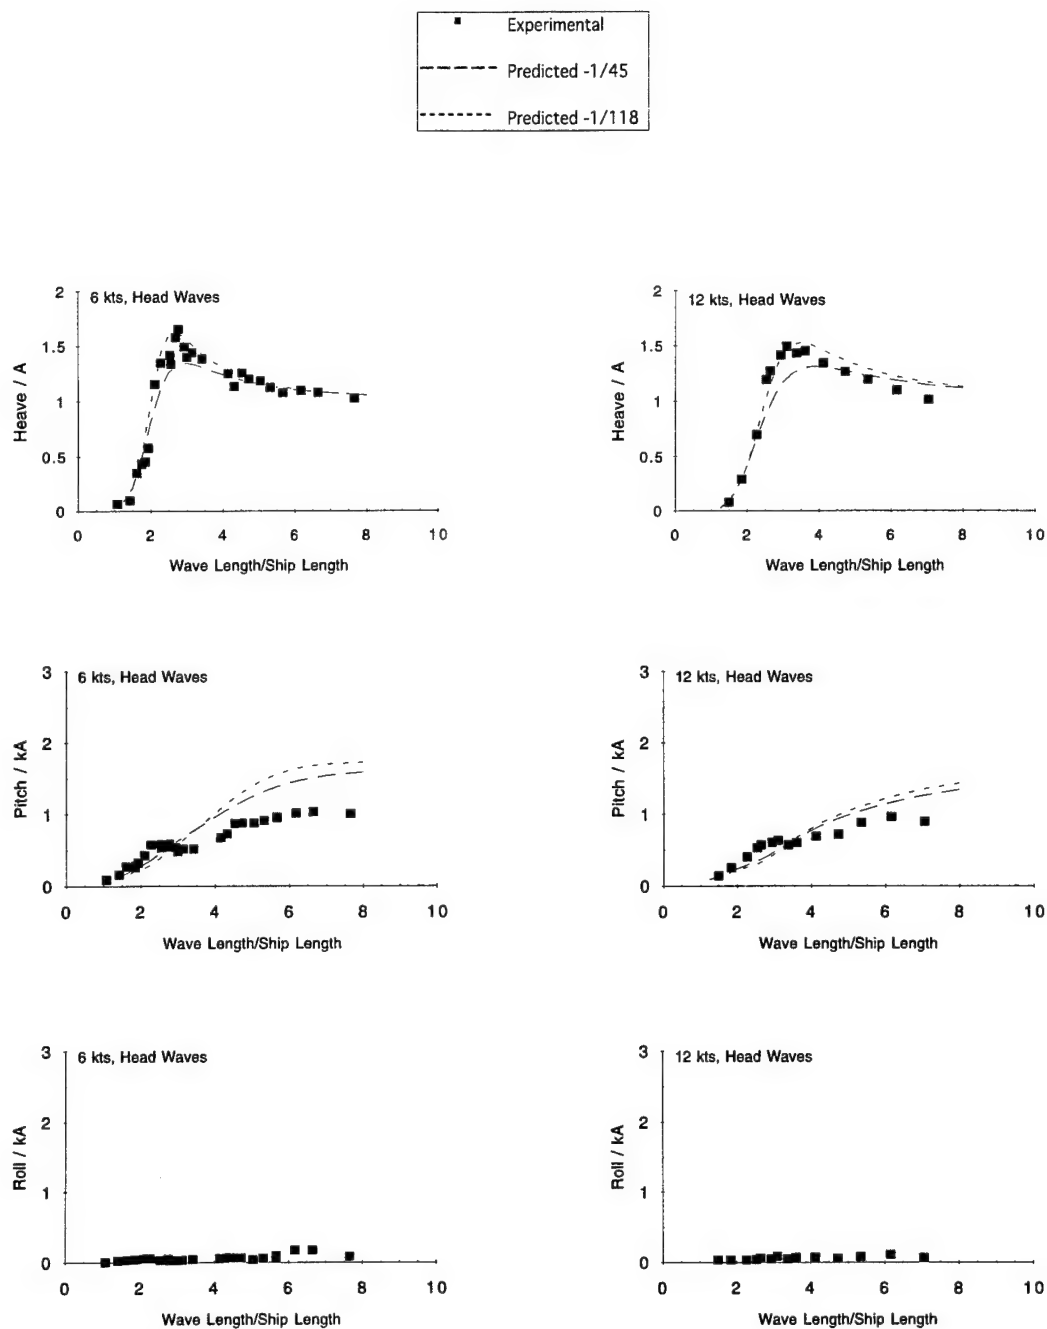 Experimental
Predicted -1/45
Predicted -1/118
6 kts, Head Waves
2
1.5
1
0.5
0
Heave / A
0 2 4 6 8 10
Wave Length/Ship Length
12 kts, Head Waves
2
1.5
1
0.5
0
Heave / A
0 2 4 6 8 10
Wave Length/Ship Length
6 kts, Head Waves
3
2
1
0
Pitch / kA
0 2 4 6 8 10
Wave Length/Ship Length
12 kts, Head Waves
3
2
1
0
Pitch / kA
0 2 4 6 8 10
Wave Length/Ship Length
6 kts, Head Waves
3
2
1
0
Roll / kA
0 2 4 6 8 10
Wave Length/Ship Length
12 kts, Head Waves
3
2
1
0
Roll / kA
0 2 4 6 8 10
Wave Length/Ship Length